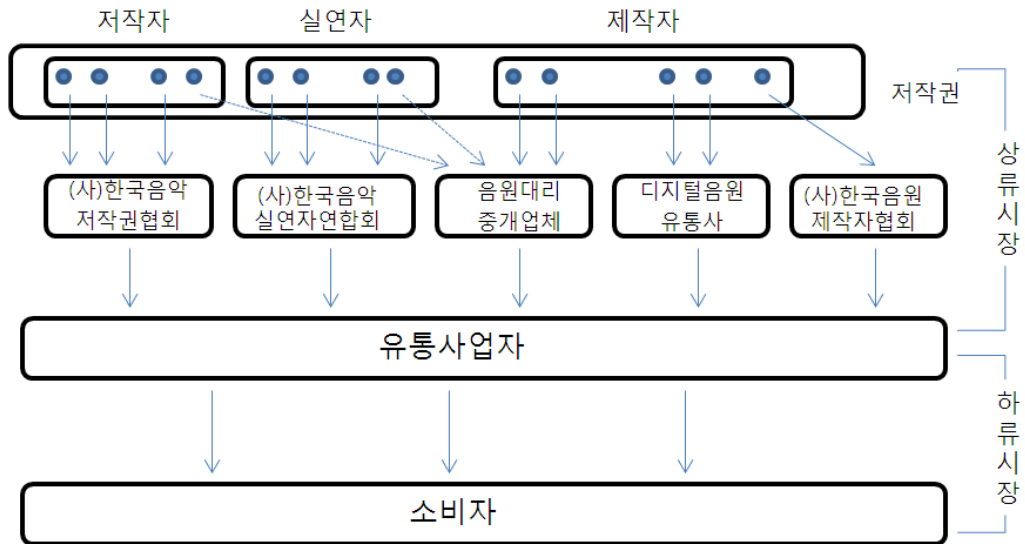 저작자 실연자 제작자
저작권
(사)한국음악
저작권협회
(사)한국음악
실연자연합회
음원대리
중개업체
디지털음원
유통사
(사)한국음원
제작자협회
상류시장
유통사업자
하류시장
소비자